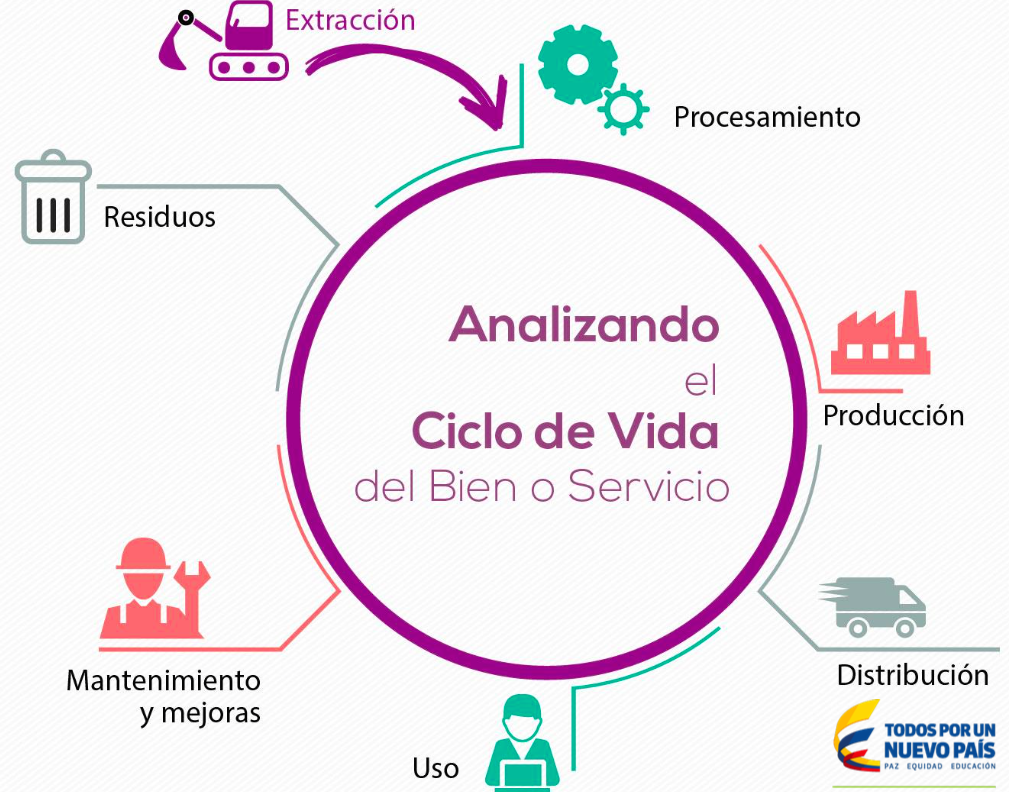 Extracción
Procesamiento
Residuos
Analizando
el
Ciclo de Vida
del Bien o Servicio
Producción
Distribución
Mantenimiento
y mejoras
Uso
TODOS POR UN
NUEVO PAÍS
PAZ EQUIDAD EDUCACIÓN